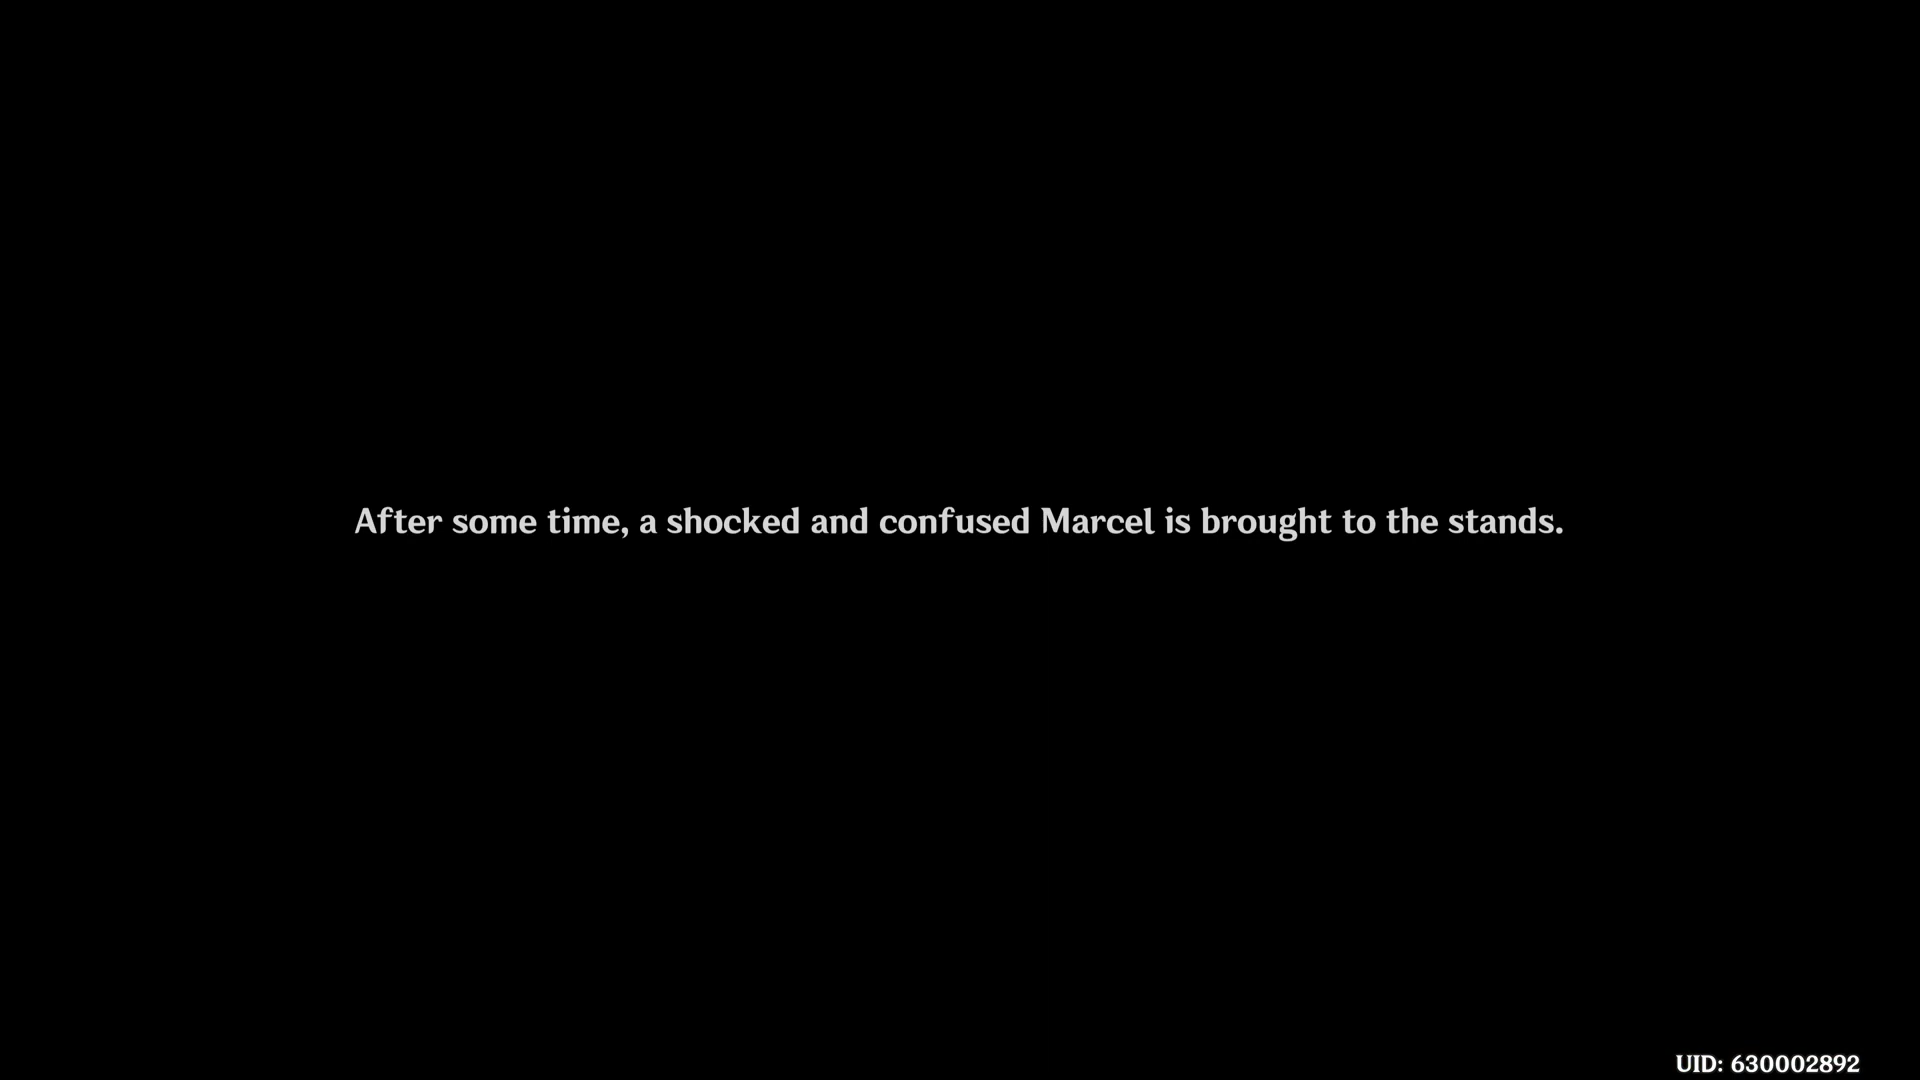 After some time, a shocked and confused Marcel is brought to the stands.
UID: 630002892